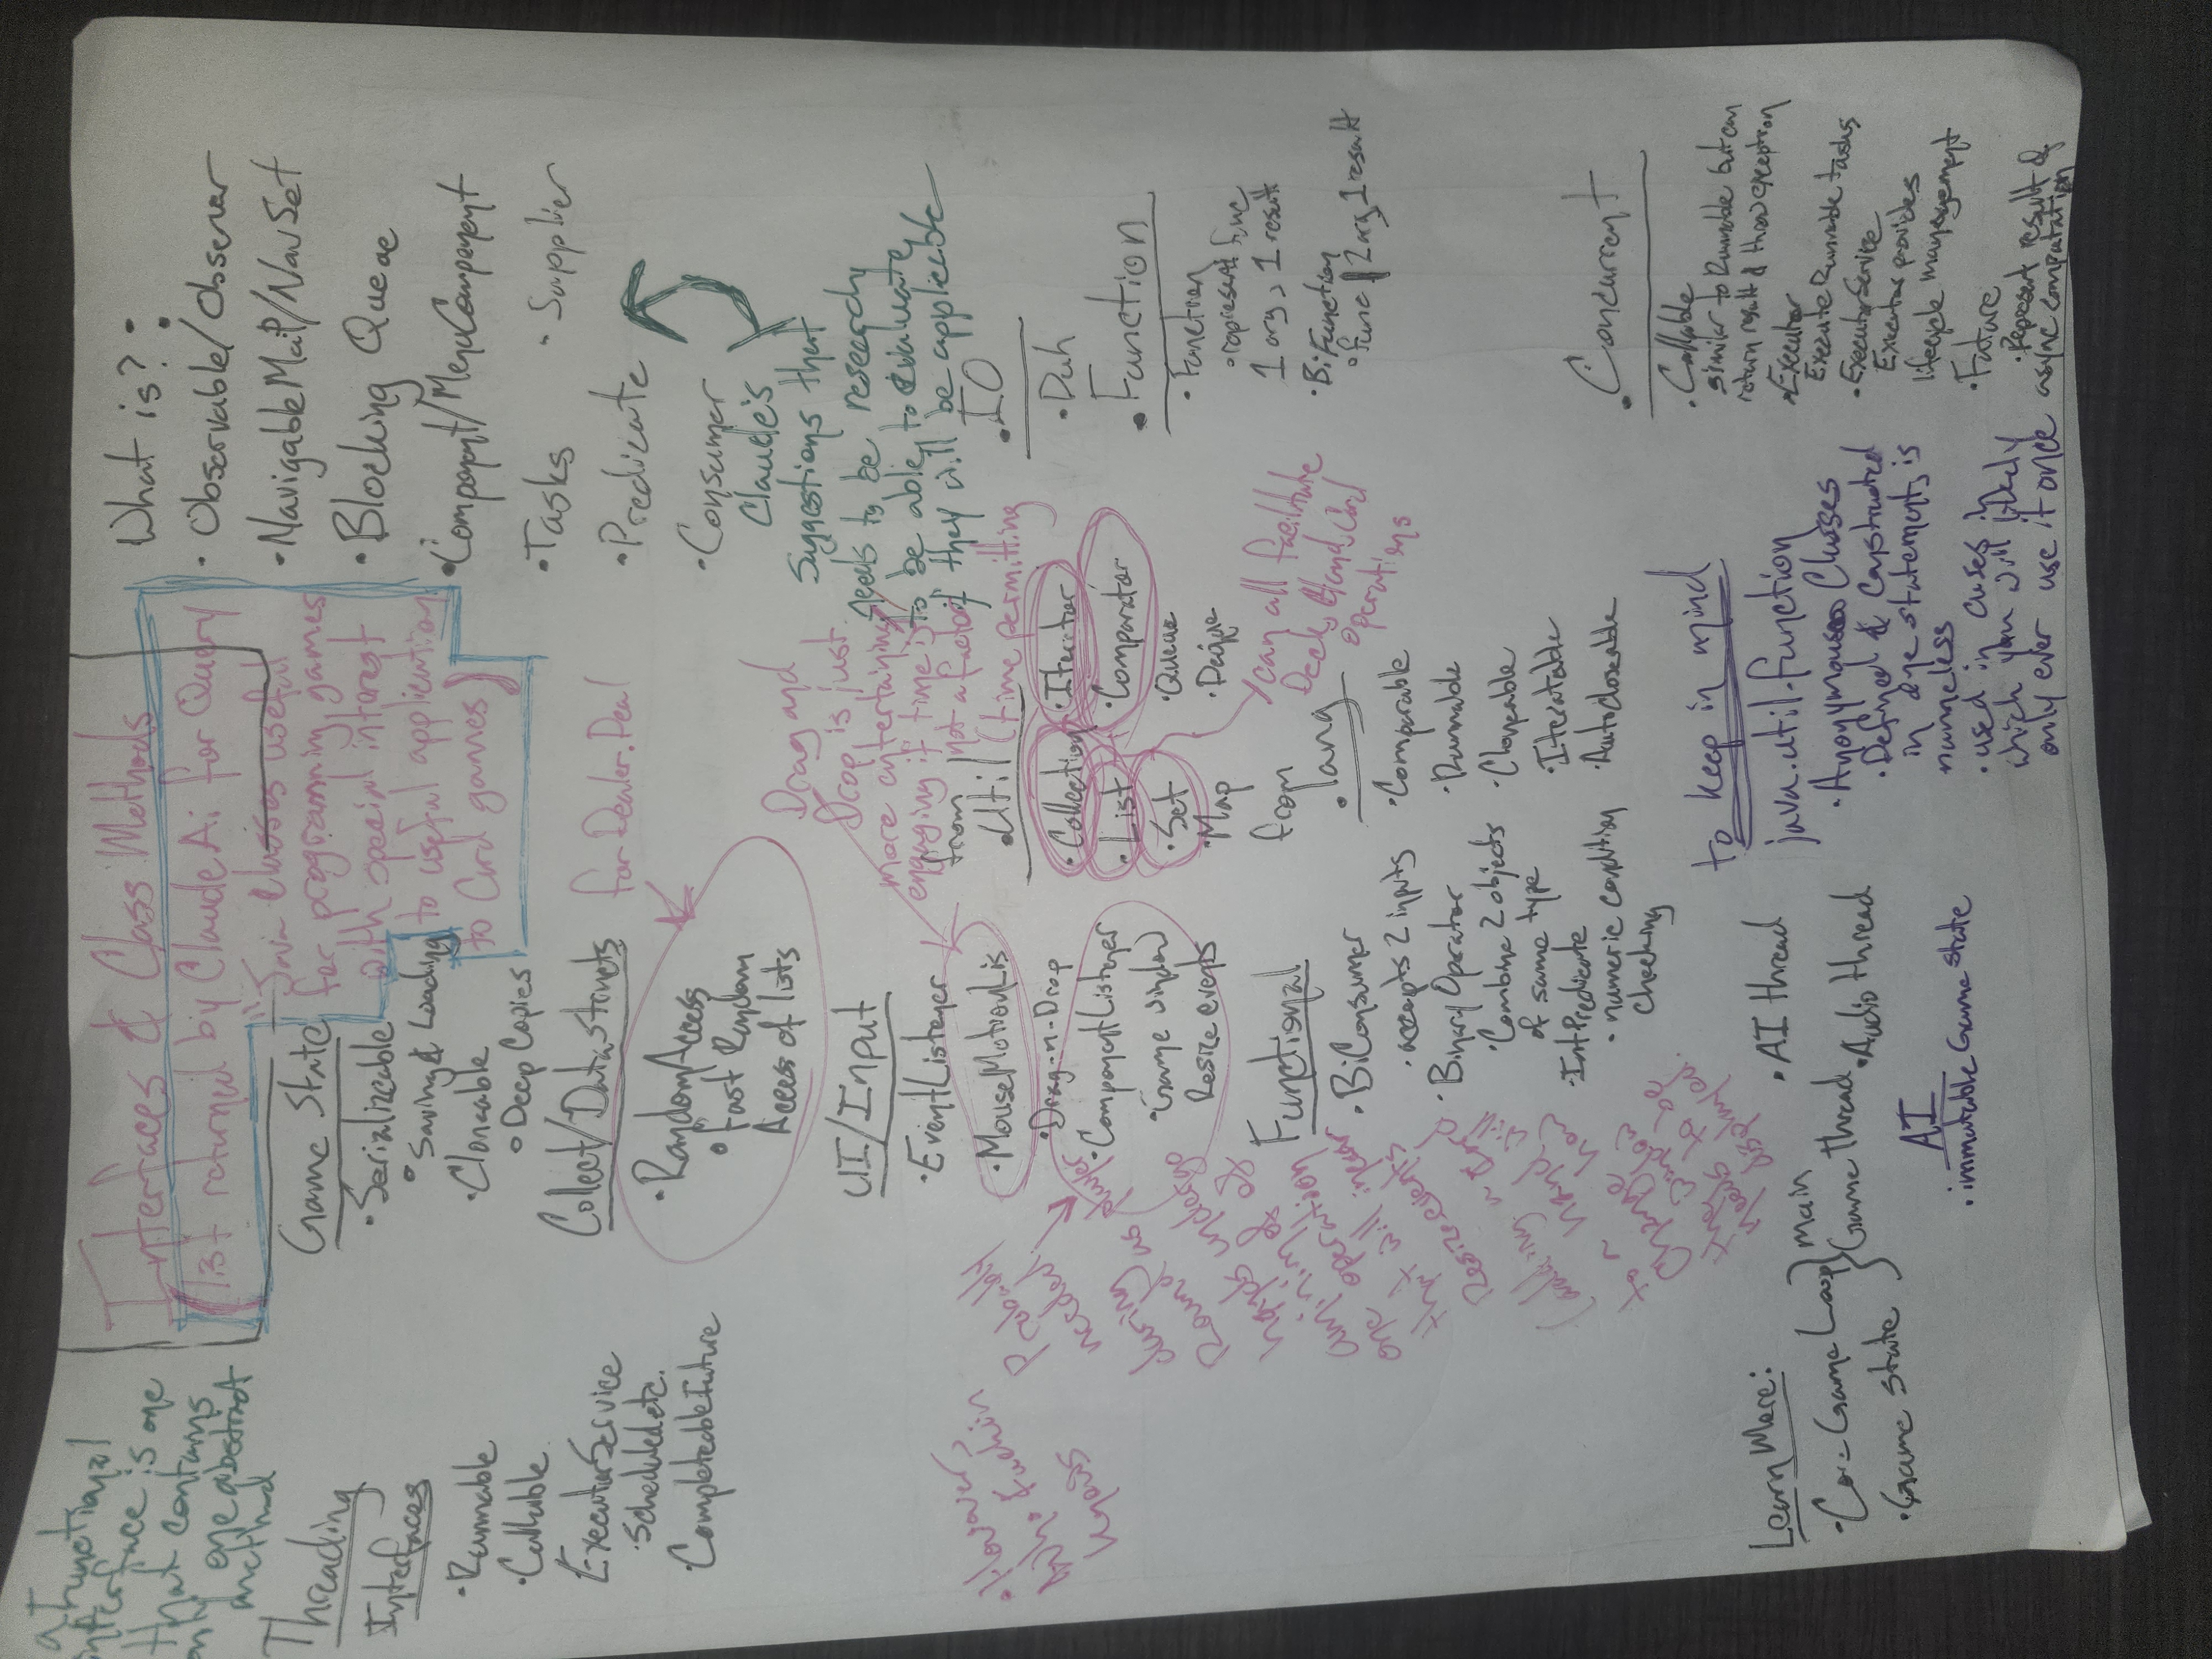 a Functional
interface is one
that contains
only one abstract
method
Interfaces & Class Methods
(list returned by Claude Ai for Query
"Java Classes useful
for programming games
with special interest
to useful application
to Card games)
What is?:
• Observable/Observer
• NavigableMap/NavSet
• Blocking Queue
• Component/MenuComponent
• Tasks
• Supplier
• Predicate
• Consumer
Claude's
suggestions that
needs to be research
to be able to evaluate
if they will be applicable
Threading
Interfaces
• Runnable
• Callable
ExecutorService
• Scheduled etc.
• CompleteableFuture
Game State
• Serializeable
• Saving & Loading
• Cloneable
• Deep Copies
Collect/DataStructs
for Dealer.Deal
• RandomAccess
• fast Random
Access of lists
UI/Input
• EventListener
• MouseMotionLis
• Drag-n-Drop
• ComponentListener
• Game window
Resize events
Drag and
Drop is just
more entertaining
engaging if time is
not a factor
(time permitting
• However,
Who Fuckin
knows
Probably
needed
during
Round as player
hands undergo
a minimum of
one operation
that will incur
Resize events
(adding a card
to a hand will
change how
the window
needs to be
displayed.
from
.Util
• Collection
• Iterator
• List
• Comparator
• Set
• Queue
• Map
• Deque
can all facilitate
Deck, Hand, Card
operations
from
.lang
• Comparable
• Runnable
• Cloneable
• Iteratable
• Autocloseable
Functional
• BiConsumer
• accepts 2 inputs
• Binary Oprator
• Combine 2 objects
of same type
• IntPredicate
• numeric condition
checking
.IO
• Duh
.Function
• Function
• represent func
1 arg, 1 result
• BiFunction
• func 2 arg 1 result
.Concurrent
• Callable
similar to Runnable but can
return result & throw exception
• Executor
Execute Runnable tasks
• ExecutorService
Executor provides
lifecycle management
• Future
• Represent result of
async computation
Learn More:
• Core Game Loop
• Game state
main
Game thread
• AI thread
• Audio thread
AI
• immutable Game state
to keep in mind
java.util.function
• Anonymous Classes
• Defined & Constructed
in one statement, is
nameless
• used in cases in
which you will likely
only ever use it once